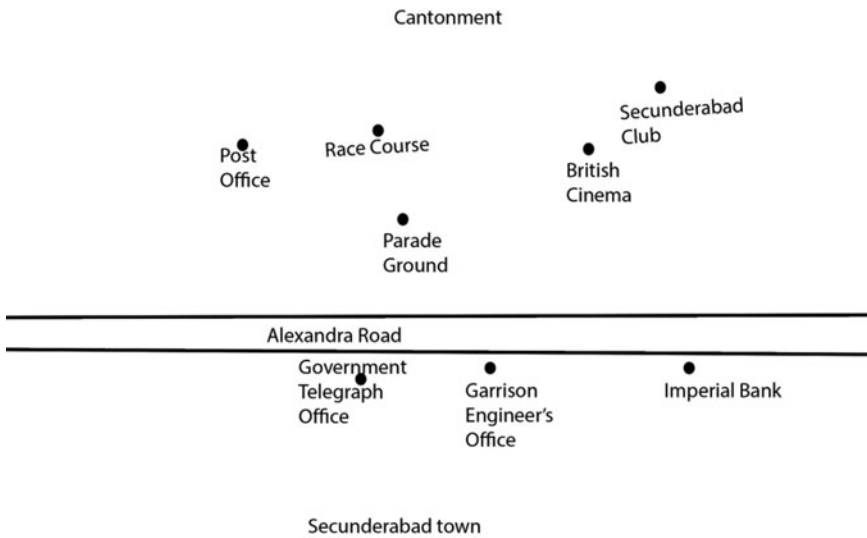 Cantonment
Secunderabad
Club
Race Course
Post
Office
British
Cinema
Parade
Ground
Alexandra Road
Government
Telegraph
Office
Garrison
Engineer's
Office
Imperial Bank
Secunderabad town